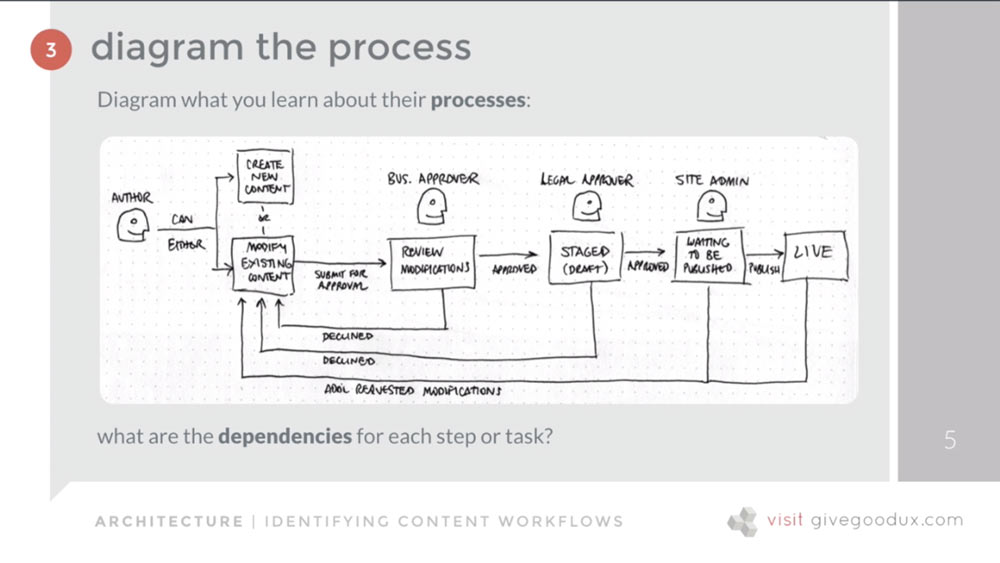 3
diagram the process
Diagram what you learn about their processes:
AUTHOR
CAN
EITHER
CREATE
NEW
CONTENT
or
MODIFY
EXISTING
CONTENT
SUBMIT FOR
APPROVAL
BUS. APPROVER
REVIEW
MODIFICATIONS
APPROVED
LEGAL APPROVER
STAGED
(DRAFT)
APPROVED
SITE ADMIN
WAITING
TO BE
PUBLISHED
PUBLISH
LIVE
DECLINED
DECLINED
ADD'L REQUESTED MODIFICATIONS
what are the dependencies for each step or task?
5
ARCHITECTURE | IDENTIFYING CONTENT WORKFLOWS
visit givegoodux.com